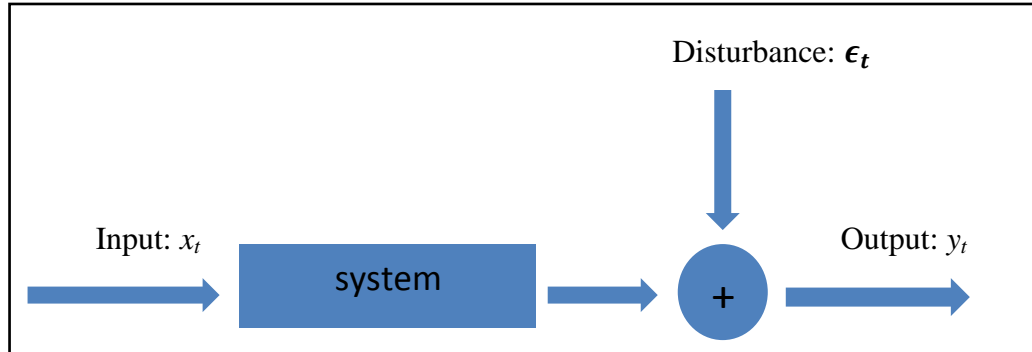 Disturbance: ϵₜ
Input: xₜ
Output: yₜ
system
+